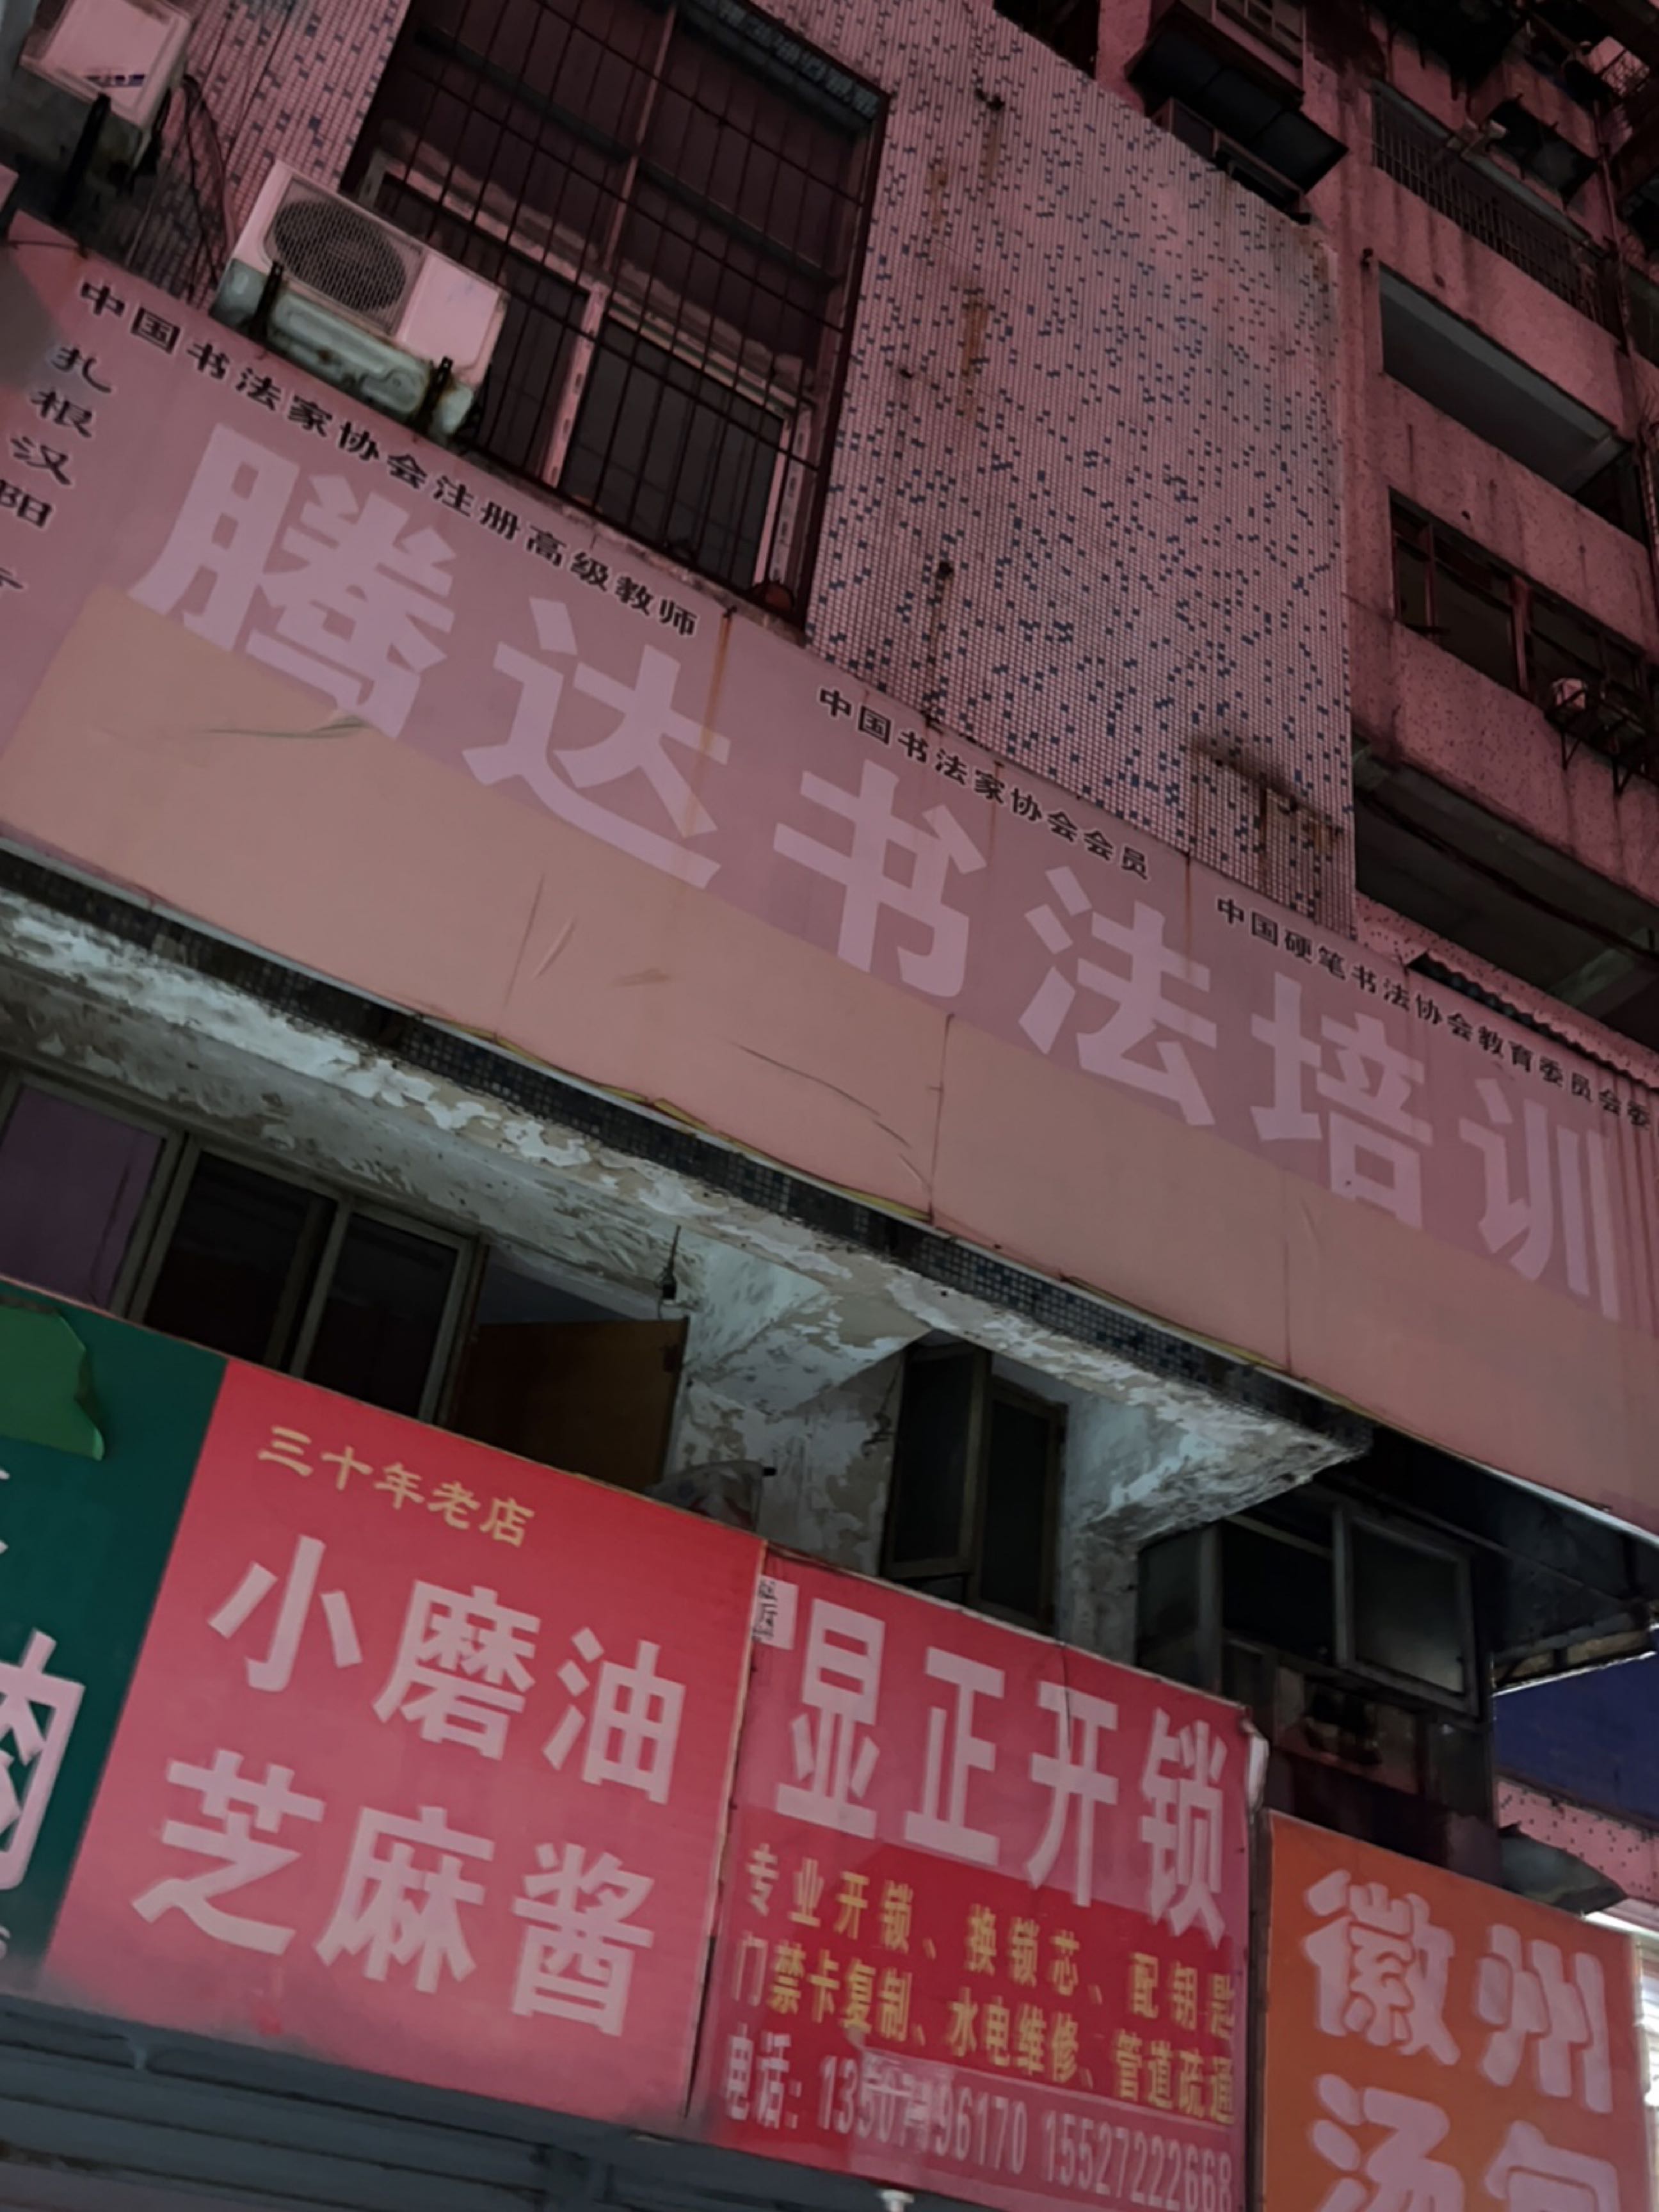 中国书法家协会注册高级教师
中国书法家协会会员
中国硬笔书法协会教育委员会委
扎根汉阳
腾达书法培训
三十年老店
小磨油
芝麻酱
显正开锁
专业开锁、换锁芯、配钥匙
门禁卡复制、水电维修、管道疏通
电话: 15527222668
徽州
汤包